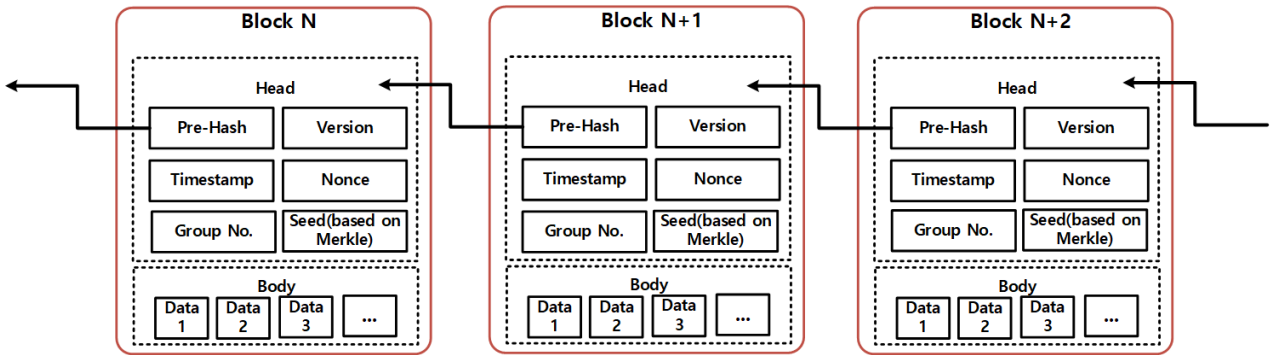 Block N
Head
Pre-Hash
Version
Timestamp
Nonce
Group No.
Seed(based on
Merkle)
Body
Data
1
Data
2
Data
3
...
Block N+1
Head
Pre-Hash
Version
Timestamp
Nonce
Group No.
Seed(based on
Merkle)
Body
Data
1
Data
2
Data
3
...
Block N+2
Head
Pre-Hash
Version
Timestamp
Nonce
Group No.
Seed(based on
Merkle)
Body
Data
1
Data
2
Data
3
...